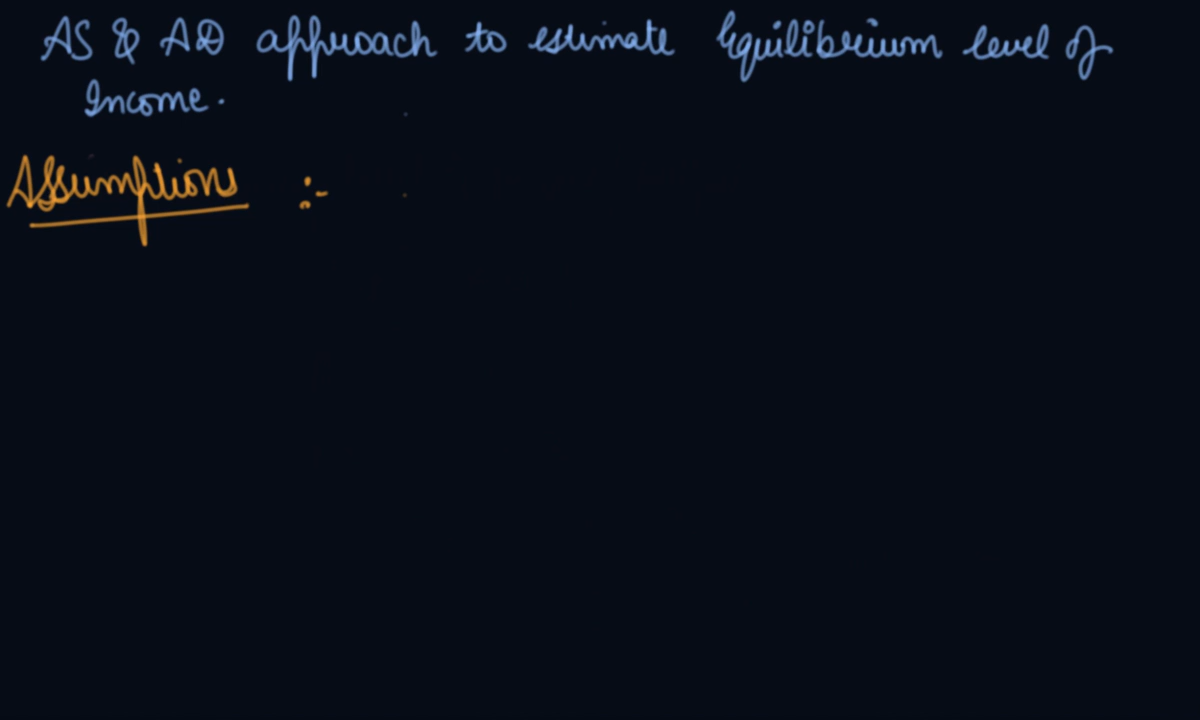 AS & AD approach to estimate Equilibrium level of
Income.
Assumptions :-